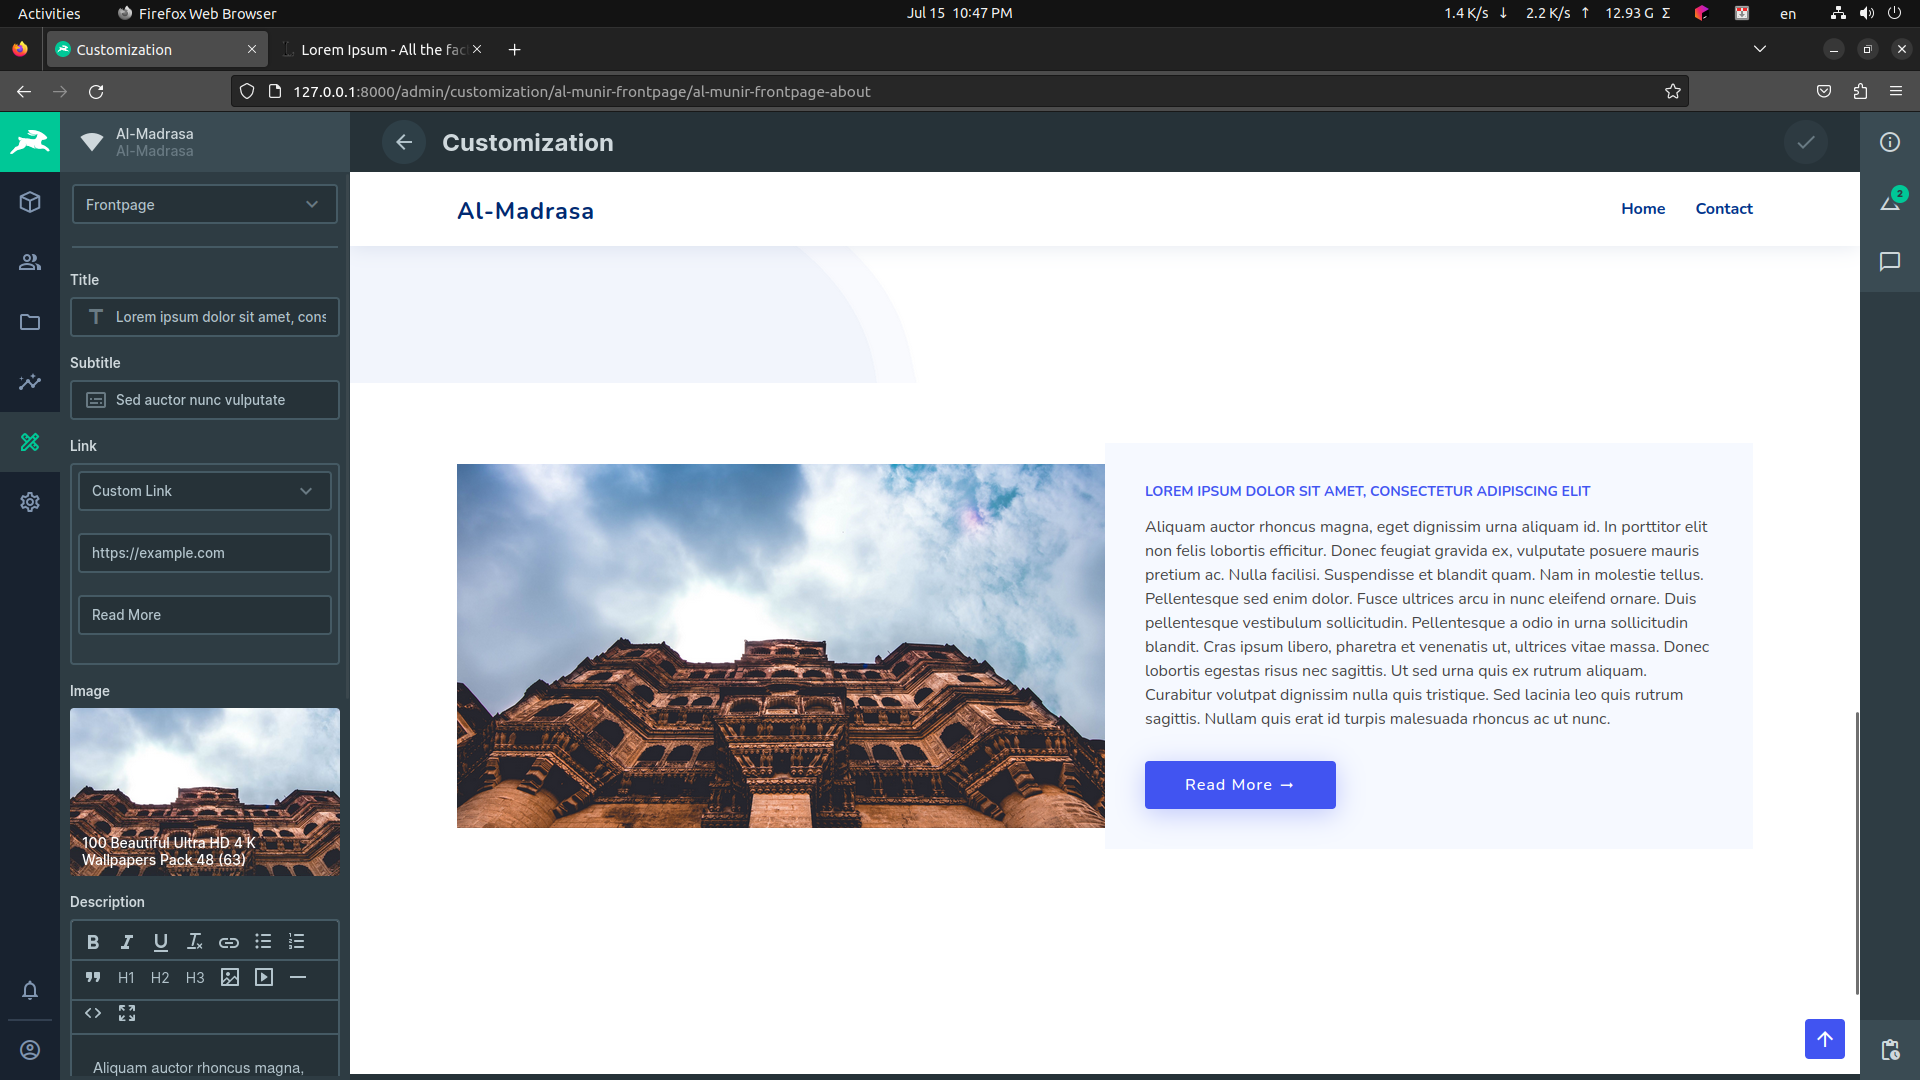 Activities
Firefox Web Browser
Jul 15 10:47 PM
1.4 K/s ↓ 2.2 K/s ↑ 12.93 G Σ
en
Customization
Lorem Ipsum - All the fac
127.0.0.1:8000/admin/customization/al-munir-frontpage/al-munir-frontpage-about
Al-Madrasa
Al-Madrasa
Customization
2
Frontpage
Title
Lorem ipsum dolor sit amet, cons
Subtitle
Sed auctor nunc vulputate
Link
Custom Link
https://example.com
Read More
Image
100 Beautiful Ultra HD 4 K
Wallpapers Pack 48 (63)
Description
H1 H2 H3
Aliquam auctor rhoncus magna,
Al-Madrasa
Home
Contact
LOREM IPSUM DOLOR SIT AMET, CONSECTETUR ADIPISCING ELIT
Aliquam auctor rhoncus magna, eget dignissim urna aliquam id. In porttitor elit
non felis lobortis efficitur. Donec feugiat gravida ex, vulputate posuere mauris
pretium ac. Nulla facilisi. Suspendisse et blandit quam. Nam in molestie tellus.
Pellentesque sed enim dolor. Fusce ultrices arcu in nunc eleifend ornare. Duis
pellentesque vestibulum sollicitudin. Pellentesque a odio in urna sollicitudin
blandit. Cras ipsum libero, pharetra et venenatis ut, ultrices vitae massa. Donec
lobortis egestas risus nec sagittis. Ut sed urna quis ex rutrum aliquam.
Curabitur volutpat dignissim nulla quis tristique. Sed lacinia leo quis rutrum
sagittis. Nullam quis erat id turpis malesuada rhoncus ac ut nunc.
Read More →